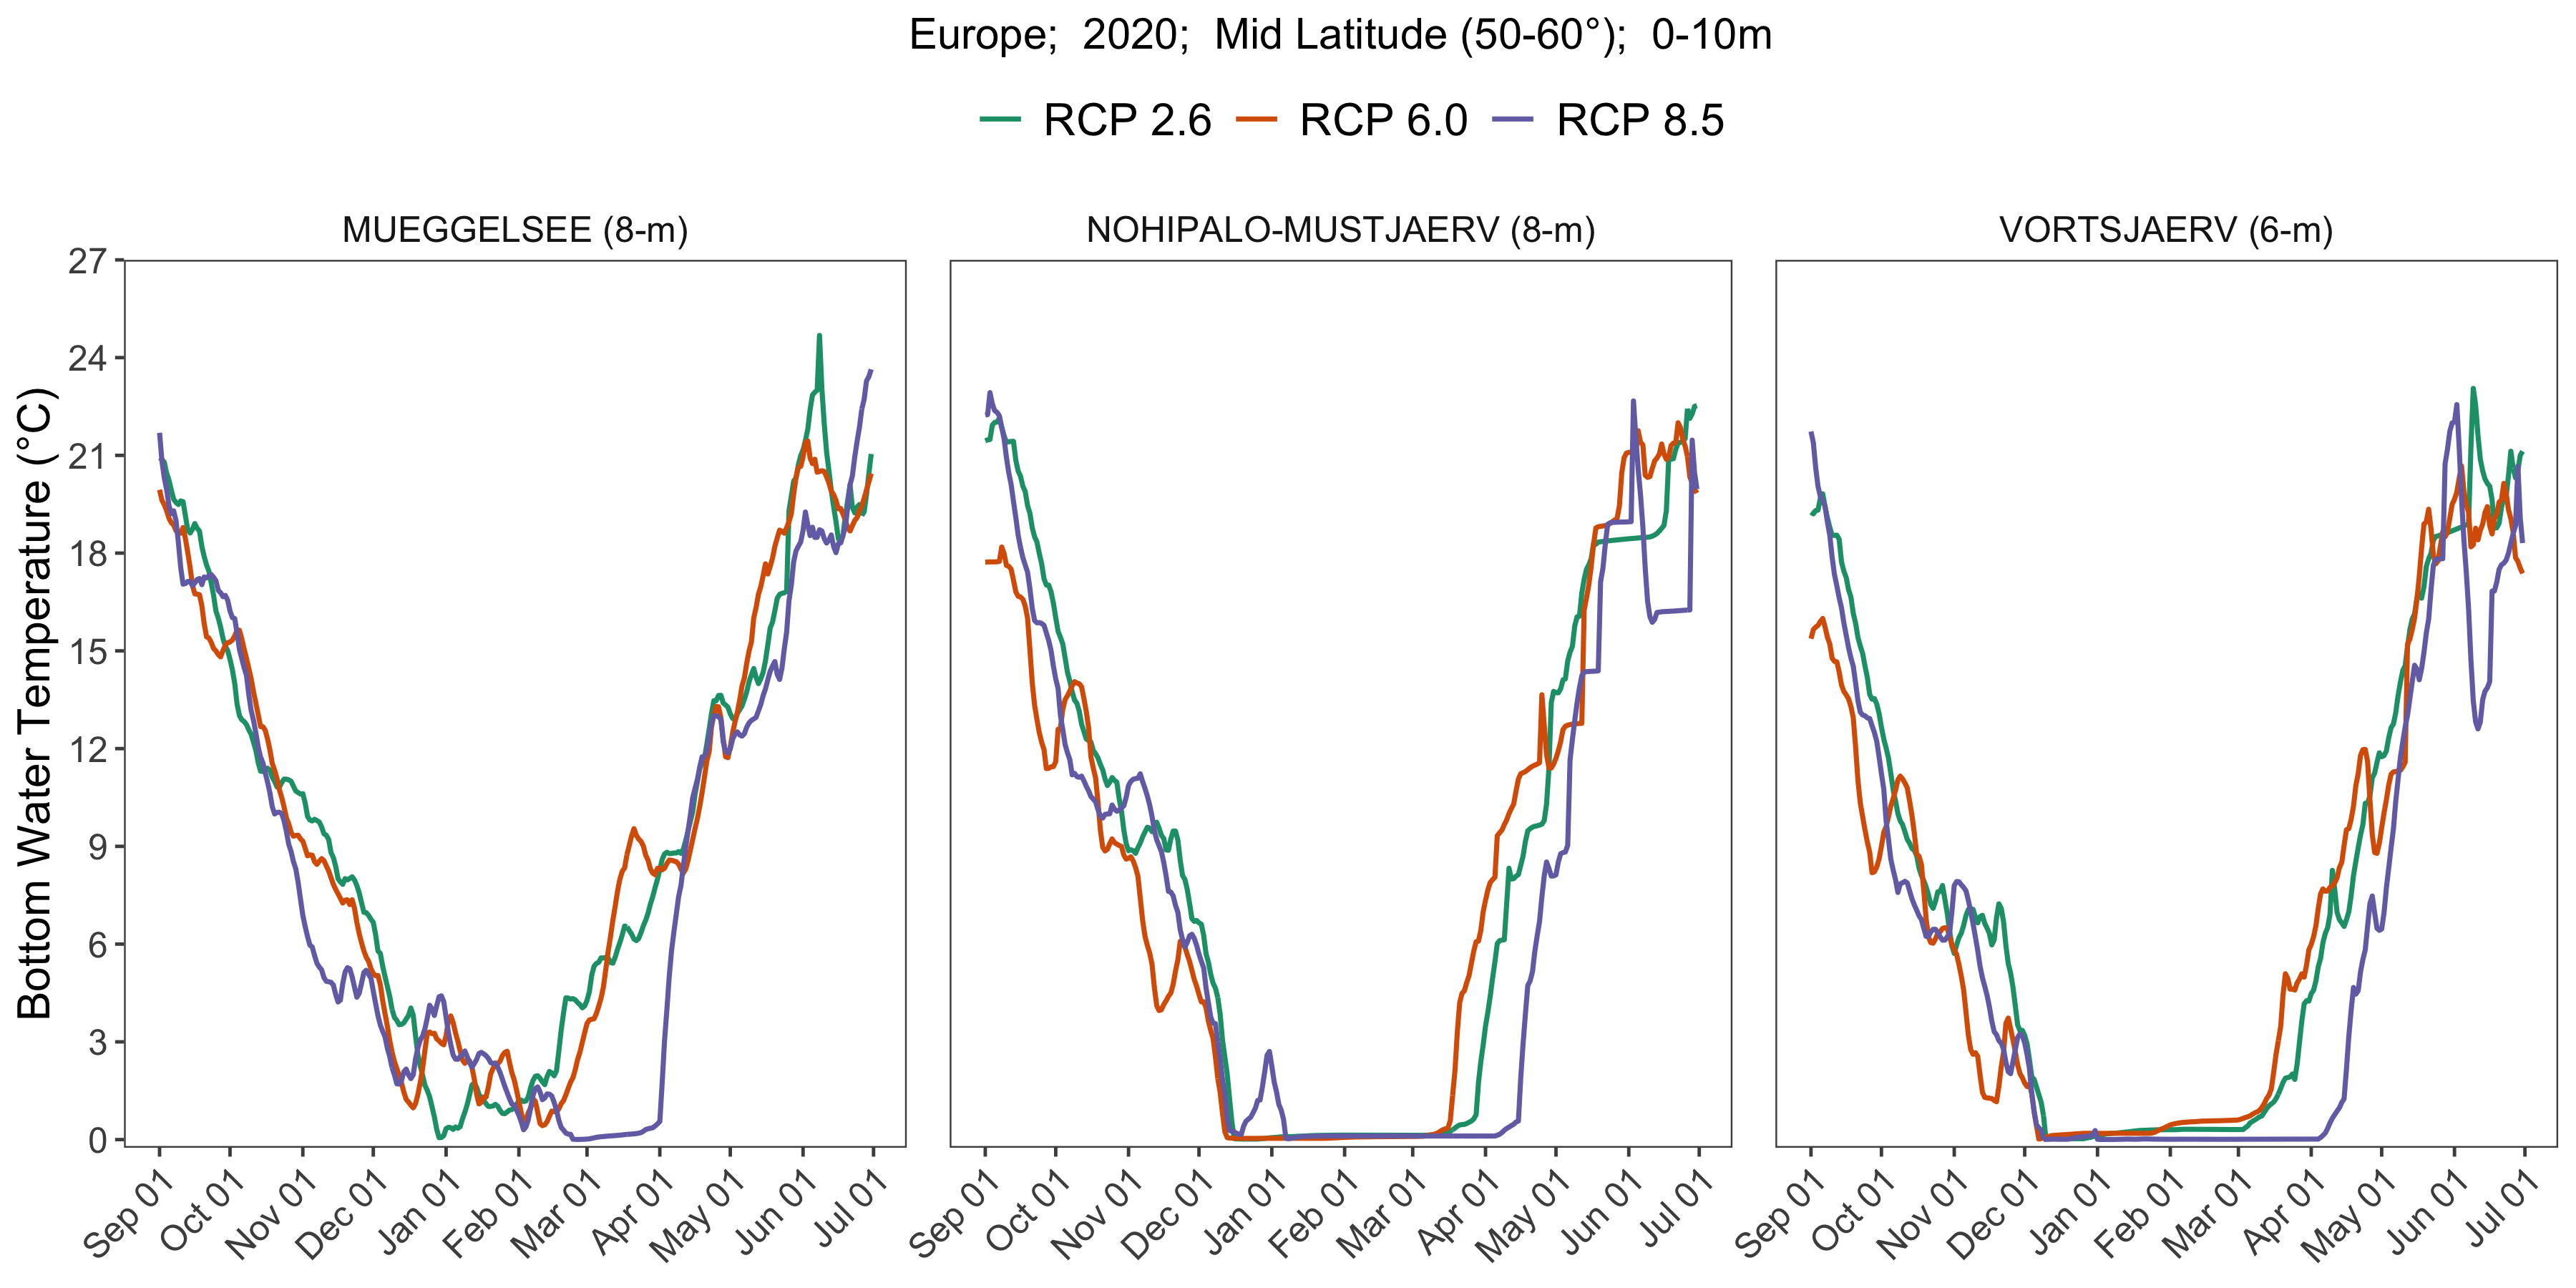 Europe;  2020;  Mid Latitude (50-60°);  0-10m
RCP 2.6 RCP 6.0 RCP 8.5
MUEGGELSEE (8-m)
NOHIPALO-MUSTJAERV (8-m)
VORTSJAERV (6-m)
Bottom Water Temperature (°C)
27
24
21
18
15
12
9
6
3
0
Sep 01 Oct 01 Nov 01 Dec 01 Jan 01 Feb 01 Mar 01 Apr 01 May 01 Jun 01 Jul 01
Sep 01 Oct 01 Nov 01 Dec 01 Jan 01 Feb 01 Mar 01 Apr 01 May 01 Jun 01 Jul 01
Sep 01 Oct 01 Nov 01 Dec 01 Jan 01 Feb 01 Mar 01 Apr 01 May 01 Jun 01 Jul 01